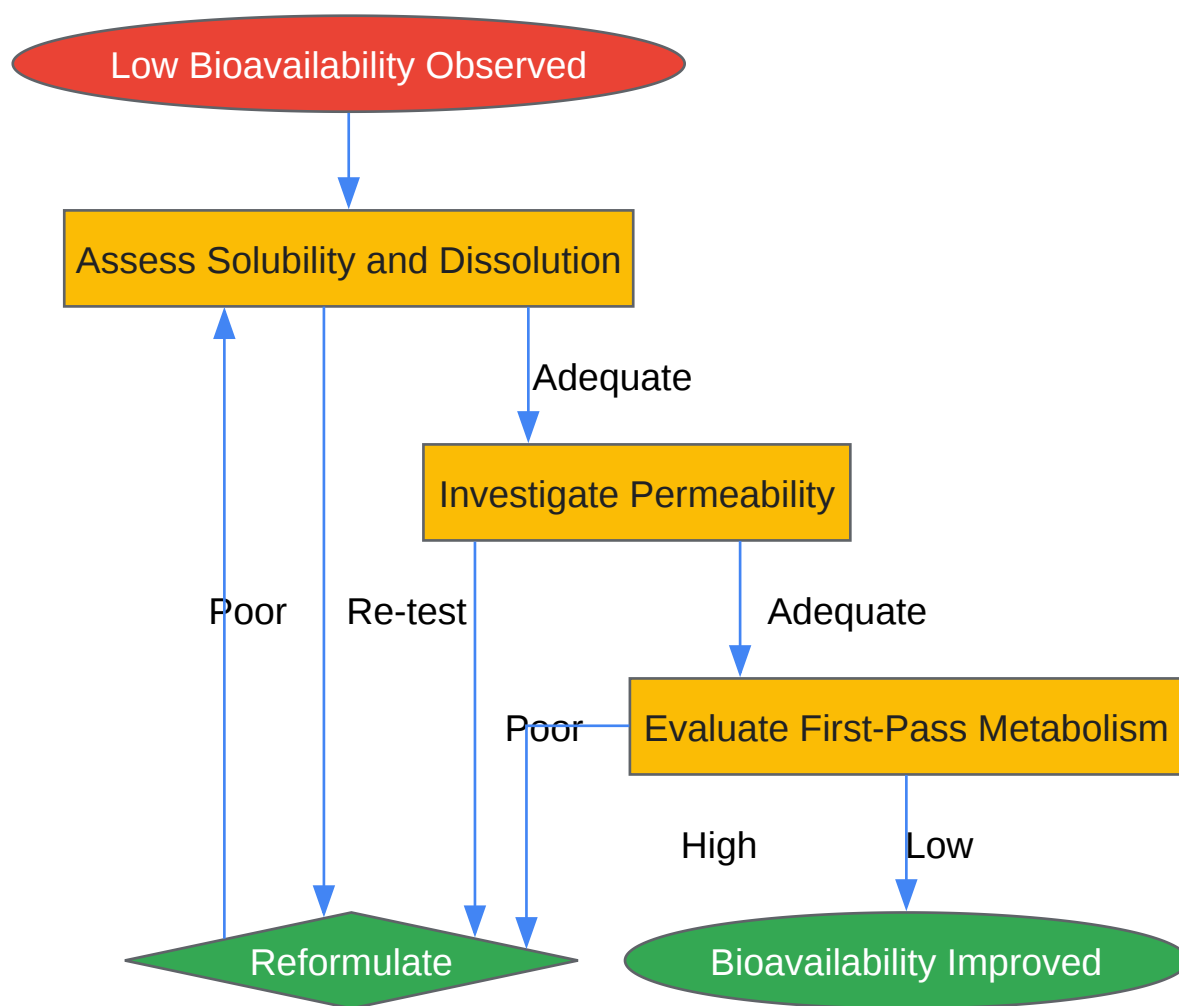 Low Bioavailability Observed
Assess Solubility and Dissolution
Adequate
Investigate Permeability
Poor
Re-test
Adequate
Poor
Evaluate First-Pass Metabolism
High
Low
Reformulate
Bioavailability Improved